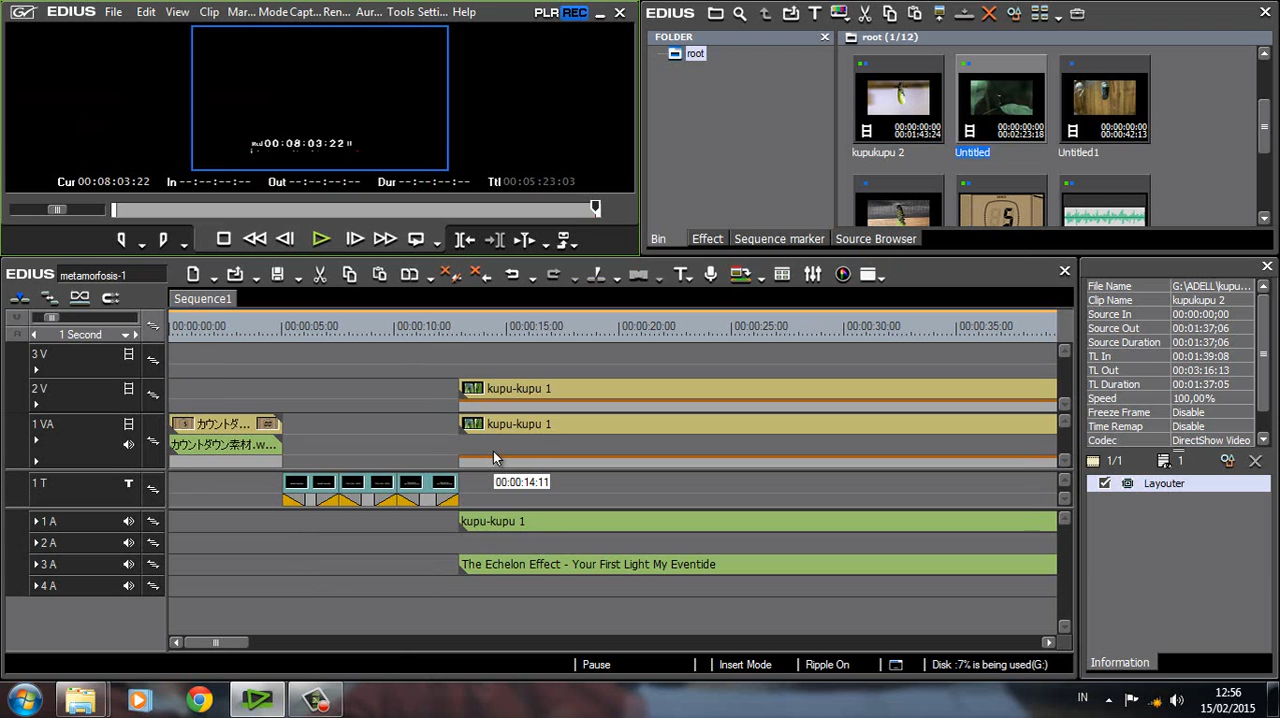 File Edit View Clip Mar... Mode Capt... Ren... Aur... Tools Setti... Help PLR REC
Rcd 00:08:03:22 II
Cur 00:08:03:22 In --:--:--:-- Out --:--:--:-- Dur --:--:--:-- Ttl 00:05:23:03
EDIUS
FOLDER
root
root (1/12)
00:00:00:00
00:01:43:24
kupukupu 2
00:00:00:00
00:02:23:18
Untitled
00:00:00:00
00:00:42:13
Untitled1
Bin Effect Sequence marker Source Browser
EDIUS metamorfosis-1
Sequence1
1 Second
00:00:00:00 00:00:05:00 00:00:10:00 00:00:15:00 00:00:20:00 00:00:25:00 00:00:30:00 00:00:35:00
3 V
2 V kupu-kupu 1
1 VA カウントダ... kupu-kupu 1
カウントダウン素材.w...
1 T T
00:00:14:11
1 A kupu-kupu 1
2 A
3 A The Echelon Effect - Your First Light My Eventide
4 A
Pause Insert Mode Ripple On Disk :7% is being used(G:)
File Name G:\ADELL\kupu...
Clip Name kupukupu 2
Source In 00:00:00;00
Source Out 00:01:37;06
Source Duration 00:01:37;06
TL In 00:01:39:08
TL Out 00:03:16:13
TL Duration 00:01:37:05
Speed 100,00%
Freeze Frame Disable
Time Remap Disable
Codec DirectShow Video
1/1 1
Layouter
Information
IN 12:56
15/02/2015